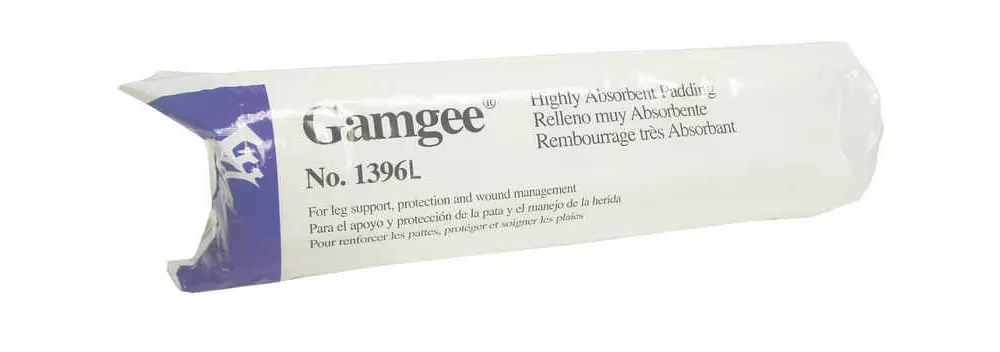 Gamgee®
No. 1396L
Highly Absorbent Padding
Relleno muy Absorbente
Rembourrage très Absorbant
For leg support, protection and wound management
Para el apoyo y protección de la pata y el manejo de la herida
Pour renforcer les pattes, protéger et soigner les plaies